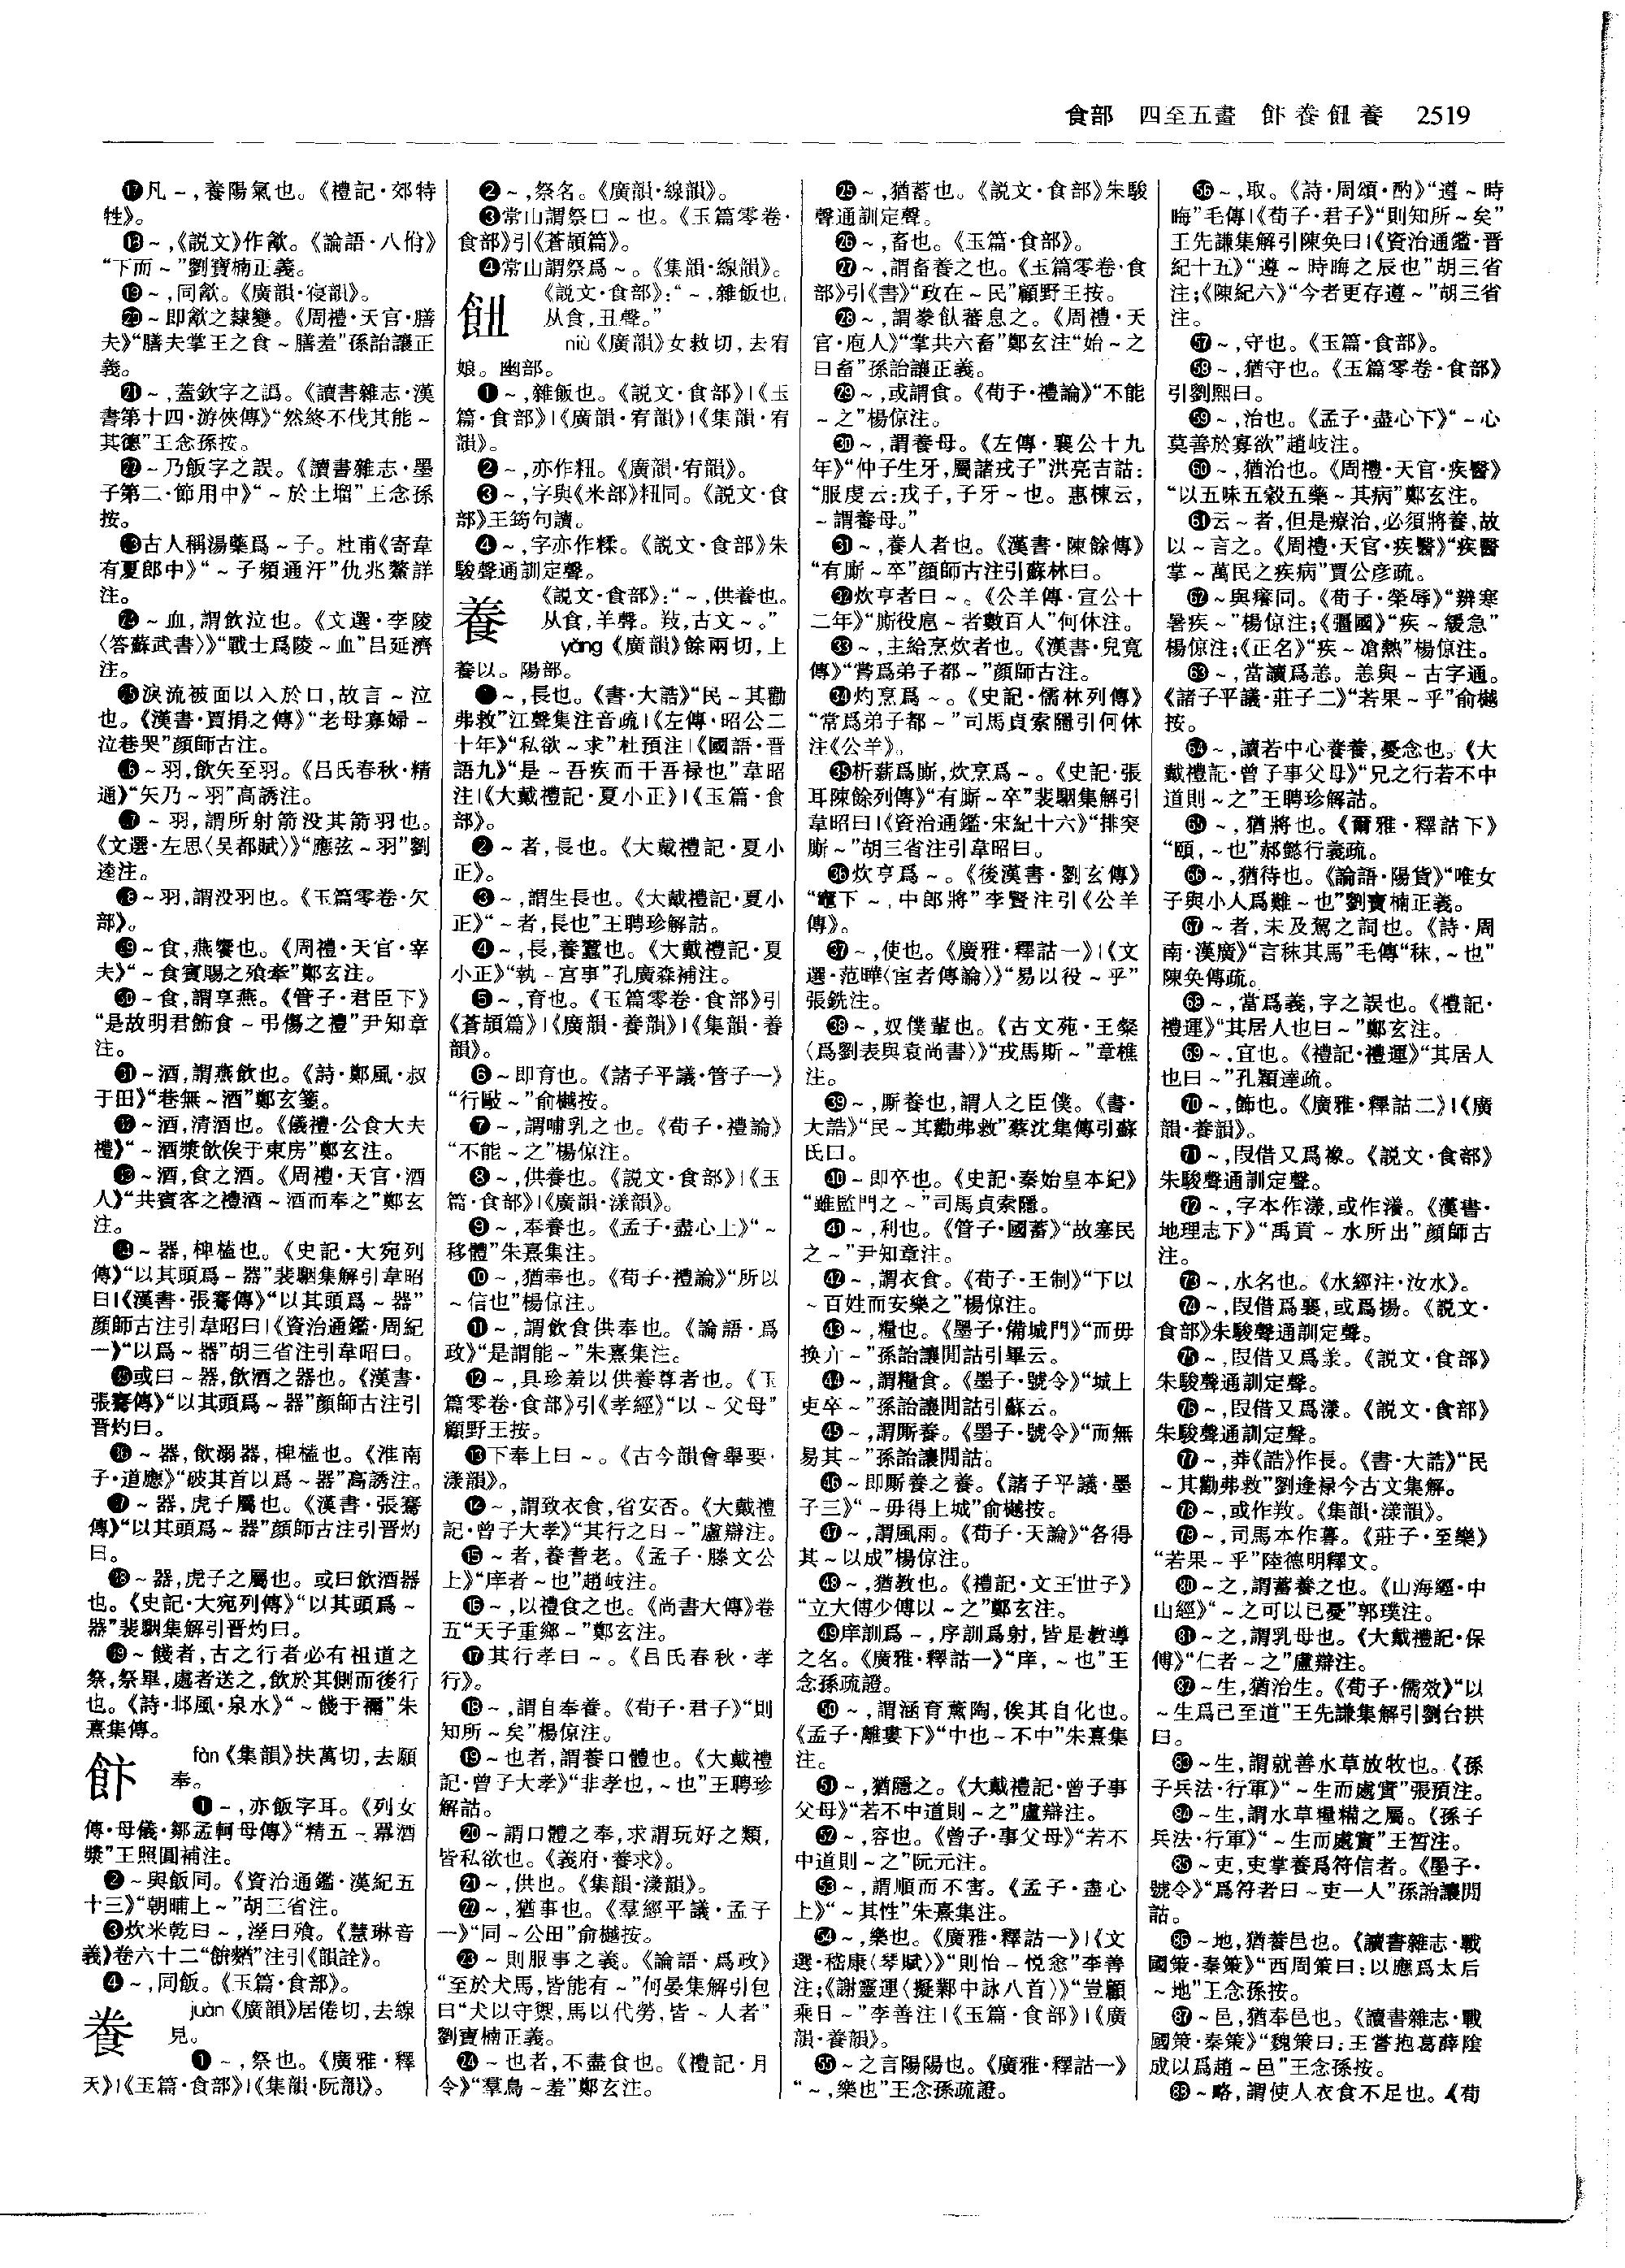 食部　四至五畫　飰餋䬦養　2519
⓱凡～,養陽氣也。《禮記·郊特
牲》。
⓲～,《説文》作㱃。《論語·八佾》
“下而～”劉寶楠正義。
⓳～,同㱃。《廣韻·寑韻》。
⓴～即㱃之隸變。《周禮·天官·膳
夫》“膳夫掌王之食～膳羞”孫詒讓正
義。
㉑～,蓋欽字之譌。《讀書雜志·漢
書第十四·游俠傳》“然終不伐其能～
其德”王念孫按。
㉒～乃飯字之誤。《讀書雜志·墨
子第二·節用中》“～於土塯”王念孫
按。
㉓古人稱湯藥爲～子。杜甫《寄韋
有夏郎中》“～子頻通汗”仇兆鰲詳
注。
㉔～血,謂飲泣也。《文選·李陵
〈答蘇武書〉》“戰士爲陵～血”吕延濟
注。
㉕淚流被面以入於口,故言～泣
也。《漢書·賈捐之傳》“老母寡婦～
泣巷哭”顔師古注。
㉖～羽,飲矢至羽。《吕氏春秋·精
通》“矢乃～羽”高誘注。
㉗～羽,謂所射箭没其箭羽也。
《文選·左思〈吴都賦〉》“應弦～羽”劉
逵注。
㉘～羽,謂没羽也。《玉篇零卷·欠
部》。
㉙～食,燕饗也。《周禮·天官·宰
夫》“～食賓賜之飱牽”鄭玄注。
㉚～食,謂享燕。《管子·君臣下》
“是故明君飾食～弔傷之禮”尹知章
注。
㉛～酒,謂燕飲也。《詩·鄭風·叔
于田》“巷無～酒”鄭玄箋。
㉜～酒,清酒也。《儀禮·公食大夫
禮》“～酒漿飲俟于東房”鄭玄注。
㉝～酒,食之酒。《周禮·天官·酒
人》“共賓客之禮酒～酒而奉之”鄭玄
注。
㉞～器,椑榼也。《史記·大宛列
傳》“以其頭爲～器”裴駰集解引韋昭
曰|《漢書·張騫傳》“以其頭爲～器”
顔師古注引韋昭曰|《資治通鑑·周紀
一》“以爲～器”胡三省注引韋昭曰。
㉟或曰～器,飲酒之器也。《漢書·
張騫傳》“以其頭爲～器”顔師古注引
晋灼曰。
㊱～器,飲溺器,椑榼也。《淮南
子·道應》“破其首以爲～器”高誘注。
㊲～器,虎子屬也。《漢書·張騫
傳》“以其頭爲～器”顔師古注引晋灼
曰。
㊳～器,虎子之屬也。或曰飲酒器
也。《史記·大宛列傳》“以其頭爲～
器”裴駰集解引晋灼曰。
㊴～餞者,古之行者必有祖道之
祭,祭畢,處者送之,飲於其側而後行
也。《詩·邶風·泉水》“～餞于禰”朱
熹集傳。
飰 fàn《集韻》扶萬切,去願
奉。
❶～,亦飯字耳。《列女
傳·母儀·鄒孟軻母傳》“精五～冪酒
漿”王照圓補注。
❷～與飯同。《資治通鑑·漢紀五
十三》“朝晡上～”胡三省注。
❸炊米乾曰～,溼曰飱。《慧琳音
義》卷六十二“”注引《韻詮》。
❹～,同飯。《玉篇·食部》。
餋 juàn《廣韻》居倦切,去線
見。
❶～,祭也。《廣雅·釋
天》|《玉篇·食部》|《集韻·阮韻》。
❷～,祭名。《廣韻·線韻》。
❸常山謂祭曰～也。《玉篇零卷·
食部》引《蒼頡篇》。
❹常山謂祭爲～。《集韻·線韻》。
䬦 《説文·食部》：“～,雜飯也,
从食,丑聲。”
niù《廣韻》女救切,去宥
娘。幽部。
❶～,雜飯也。《説文·食部》|《玉
篇·食部》|《廣韻·宥韻》|《集韻·宥
韻》。
❷～,亦作粈。《廣韻·宥韻》。
❸～,字與《米部》粈同。《説文·食
部》王筠句讀。
❹～,字亦作糅。《説文·食部》朱
駿聲通訓定聲。
養 《説文·食部》：“～,供養也。
从食,羊聲。䍩,古文～。”
yǎng《廣韻》餘兩切,上
養以。陽部。
❶～,長也。《書·大誥》“民～其勸
弗救”江聲集注音疏|《左傳·昭公二
十年》“私欲～求”杜預注|《國語·晋
語九》“是～吾疾而干吾禄也”韋昭
注|《大戴禮記·夏小正》|《玉篇·食
部》。
❷～者,長也。《大戴禮記·夏小
正》。
❸～,謂生長也。《大戴禮記·夏小
正》“～者,長也”王聘珍解詁。
❹～,長,養蠶也。《大戴禮記·夏
小正》“執～宫事”孔廣森補注。
❺～,育也。《玉篇零卷·食部》引
《蒼頡篇》|《廣韻·養韻》|《集韻·養
韻》。
❻～即育也。《諸子平議·管子一》
“行敺～”俞樾按。
❼～,謂哺乳之也。《荀子·禮論》
“不能～之”楊倞注。
❽～,供養也。《説文·食部》|《玉
篇·食部》|《廣韻·漾韻》。
❾～,奉養也。《孟子·盡心上》“～
移體”朱熹集注。
❿～,猶奉也。《荀子·禮論》“所以
～信也”楊倞注。
⓫～,謂飲食供奉也。《論語·爲
政》“是謂能～”朱熹集注。
⓬～,具珍羞以供養尊者也。《玉
篇零卷·食部》引《孝經》“以～父母”
顧野王按。
⓭下奉上曰～。《古今韻會舉要·
漾韻》。
⓮～,謂致衣食,省安否。《大戴禮
記·曾子大孝》“其行之曰～”盧辯注。
⓯～者,養耆老。《孟子·滕文公
上》“庠者～也”趙岐注。
⓰～,以禮食之也。《尚書大傳》卷
五“天子重鄉～”鄭玄注。
⓱其行孝曰～。《吕氏春秋·孝
行》。
⓲～,謂自奉養。《荀子·君子》“則
知所～矣”楊倞注。
⓳～也者,謂養口體也。《大戴禮
記·曾子大孝》“非孝也,～也”王聘珍
解詁。
⓴～謂口體之奉,求謂玩好之類,
皆私欲也。《義府·養求》。
㉑～,供也。《集韻·漾韻》。
㉒～,猶事也。《羣經平議·孟子
一》“同～公田”俞樾按。
㉓～則服事之義。《論語·爲政》
“至於犬馬,皆能有～”何晏集解引包
曰“犬以守禦,馬以代勞,皆～人者”
劉寶楠正義。
㉔～也者,不盡食也。《禮記·月
令》“羣鳥～羞”鄭玄注。
㉕～,猶蓄也。《説文·食部》朱駿
聲通訓定聲。
㉖～,畜也。《玉篇·食部》。
㉗～,謂畜養之也。《玉篇零卷·食
部》引《書》“政在～民”顧野王按。
㉘～,謂豢飤蕃息之。《周禮·天
官·庖人》“掌共六畜”鄭玄注“始～之
曰畜”孫詒讓正義。
㉙～,或謂食。《荀子·禮論》“不能
～之”楊倞注。
㉚～,謂養母。《左傳·襄公十九
年》“仲子生牙,屬諸戎子”洪亮吉詁：
“服虔云：戎子,子牙～也。惠棟云,
～謂養母。”
㉛～,養人者也。《漢書·陳餘傳》
“有廝～卒”顔師古注引蘇林曰。
㉜炊亨者曰～。《公羊傳·宣公十
二年》“廝役扈～者數百人”何休注。
㉝～,主給烹炊者也。《漢書·兒寬
傳》“嘗爲弟子都～”顔師古注。
㉞灼烹爲～。《史記·儒林列傳》
“常爲弟子都～”司馬貞索隱引何休
注《公羊》。
㉟析薪爲廝,炊烹爲～。《史記·張
耳陳餘列傳》“有廝～卒”裴駰集解引
韋昭曰|《資治通鑑·宋紀十六》“排突
廝～”胡三省注引韋昭曰。
㊱炊亨爲～。《後漢書·劉玄傳》
“竈下～,中郎將”李賢注引《公羊
傳》。
㊲～,使也。《廣雅·釋詁一》|《文
選·范曄〈宦者傳論〉》“易以役～乎”
張銑注。
㊳～,奴僕輩也。《古文苑·王粲
〈爲劉表與袁尚書〉》“戎馬斯～”章樵
注。
㊴～,厮養也,謂人之臣僕。《書·
大誥》“民～其勸弗救”蔡沈集傳引蘇
氏曰。
㊵～即卒也。《史記·秦始皇本紀》
“雖監門之～”司馬貞索隱。
㊶～,利也。《管子·國蓄》“故塞民
之～”尹知章注。
㊷～,謂衣食。《荀子·王制》“下以
～百姓而安樂之”楊倞注。
㊸～,糧也。《墨子·備城門》“而毋
换亣～”孫詒讓閒詁引畢云。
㊹～,謂糧食。《墨子·號令》“城上
吏卒～”孫詒讓閒詁引蘇云。
㊺～,謂厮養。《墨子·號令》“而無
易其～”孫詒讓閒詁。
㊻～即厮養之養。《諸子平議·墨
子三》“～毋得上城”俞樾按。
㊼～,謂風雨。《荀子·天論》“各得
其～以成”楊倞注。
㊽～,猶教也。《禮記·文王世子》
“立大傅少傅以～之”鄭玄注。
㊾庠訓爲～,序訓爲射,皆是教導
之名。《廣雅·釋詁一》“庠,～也”王
念孫疏證。
㊿～,謂涵育薰陶,俟其自化也。
《孟子·離婁下》“中也～不中”朱熹集
注。
51～,猶隱之。《大戴禮記·曾子事
父母》“若不中道則～之”盧辯注。
52～,容也。《曾子·事父母》“若不
中道則～之”阮元注。
53～,謂順而不害。《孟子·盡心
上》“～其性”朱熹集注。
54～,樂也。《廣雅·釋詁一》|《文
選·嵇康〈琴賦〉》“則怡～悦愈”李善
注;《謝靈運〈擬鄴中詠八首〉》“豈顧
乘日～”李善注|《玉篇·食部》|《廣
韻·養韻》。
55～之言陽陽也。《廣雅·釋詁一》
“～,樂也”王念孫疏證。
56～,取。《詩·周頌·酌》“遵～時
晦”毛傳|《荀子·君子》“則知所～矣”
王先謙集解引陳奂曰|《資治通鑑·晋
紀十五》“遵～時晦之辰也”胡三省
注;《陳紀六》“今者更存遵～”胡三省
注。
57～,守也。《玉篇·食部》。
58～,猶守也。《玉篇零卷·食部》
引劉熙曰。
59～,治也。《孟子·盡心下》“～心
莫善於寡欲”趙岐注。
60～,猶治也。《周禮·天官·疾醫》
“以五味五穀五藥～其病”鄭玄注。
61云～者,但是療治,必須將養,故
以～言之。《周禮·天官·疾醫》“疾醫
掌～萬民之疾病”賈公彦疏。
62～與癢同。《荀子·榮辱》“辨寒
暑疾～”楊倞注;《彊國》“疾～緩急”
楊倞注;《正名》“疾～凔熱”楊倞注。
63～,當讀爲恙。恙與～古字通。
《諸子平議·莊子二》“若果～乎”俞樾
按。
64～,讀若中心養養,憂念也。《大
戴禮記·曾子事父母》“兄之行若不中
道則～之”王聘珍解詁。
65～,猶將也。《爾雅·釋詁下》
“頤,～也”郝懿行義疏。
66～,猶待也。《論語·陽貨》“唯女
子與小人爲難～也”劉寶楠正義。
67～者,未及駕之詞也。《詩·周
南·漢廣》“言秣其馬”毛傳“秣,～也”
陳奂傳疏。
68～,當爲義,字之誤也。《禮記·
禮運》“其居人也曰～”鄭玄注。
69～,宜也。《禮記·禮運》“其居人
也曰～”孔穎達疏。
70～,飾也。《廣雅·釋詁二》|《廣
韻·養韻》。
71～,叚借又爲襐。《説文·食部》
朱駿聲通訓定聲。
72～,字本作漾,或作瀁。《漢書·
地理志下》“禹貢～水所出”顔師古
注。
73～,水名也。《水經注·汝水》。
74～,叚借爲襄,或爲揚。《説文·
食部》朱駿聲通訓定聲。
75～,叚借又爲羕。《説文·食部》
朱駿聲通訓定聲。
76～,叚借又爲漾。《説文·食部》
朱駿聲通訓定聲。
77～,莽《誥》作長。《書·大誥》“民
～其勸弗救”劉逢禄今古文集解。
78～,或作䍩。《集韻·漾韻》。
79～,司馬本作暮。《莊子·至樂》
“若果～乎”陸德明釋文。
80～之,謂蓄養之也。《山海經·中
山經》“～之可以已憂”郭璞注。
81～之,謂乳母也。《大戴禮記·保
傅》“仁者～之”盧辯注。
82～生,猶治生。《荀子·儒效》“以
～生爲己至道”王先謙集解引劉台拱
曰。
83～生,謂就善水草放牧也。《孫
子兵法·行軍》“～生而處實”張預注。
84～生,謂水草糧糒之屬。《孫子
兵法·行軍》“～生而處實”王晳注。
85～吏,吏掌養爲符信者。《墨子·
號令》“爲符者曰～吏一人”孫詒讓閒
詁。
86～地,猶養邑也。《讀書雜志·戰
國策·秦策》“西周策曰：以應爲太后
～地”王念孫按。
87～邑,猶奉邑也。《讀書雜志·戰
國策·秦策》“魏策曰：王嘗抱葛薛陰
成以爲趙～邑”王念孫按。
88～略,謂使人衣食不足也。《荀